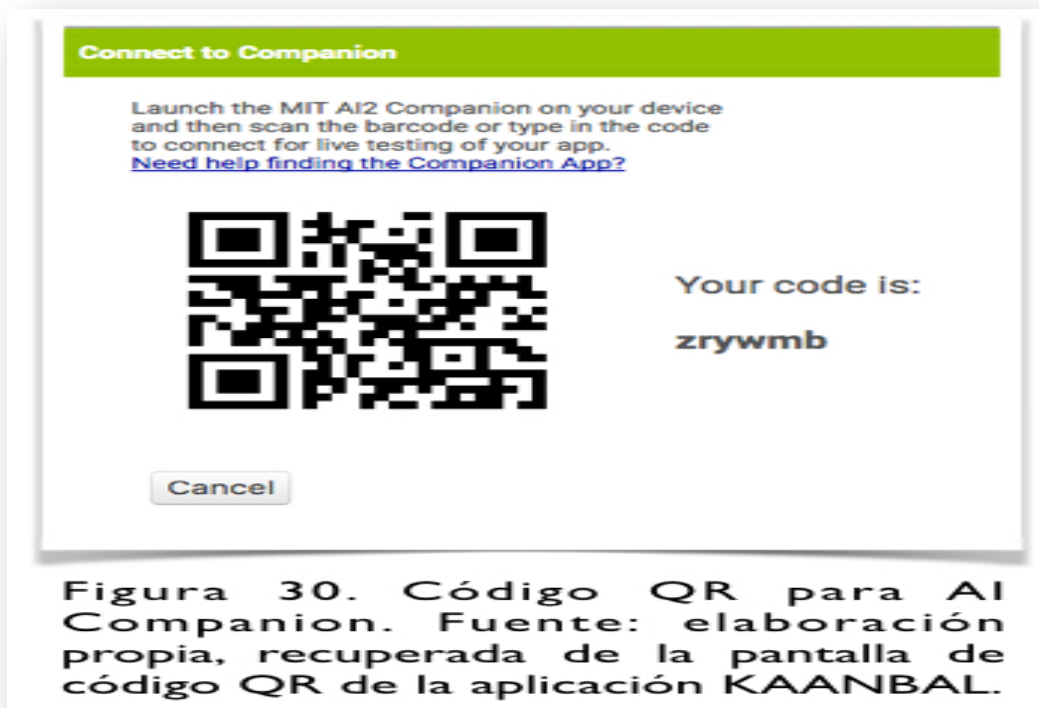 Connect to Companion
Launch the MIT AI2 Companion on your device
and then scan the barcode or type in the code
to connect for live testing of your app.
Need help finding the Companion App?
Your code is:
zrywmb
Cancel
Figura 30. Código QR para AI
Companion. Fuente: elaboración
propia, recuperada de la pantalla de
código QR de la aplicación KAANBAL.